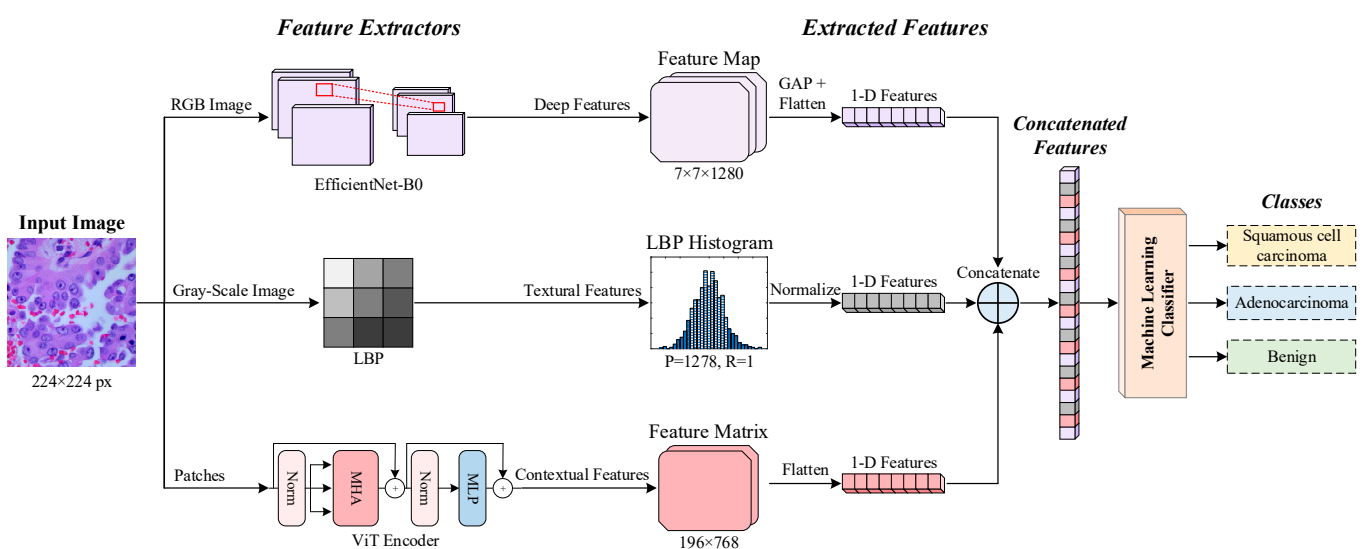 Feature Extractors
Extracted Features
RGB Image
EfficientNet-B0
Deep Features
Feature Map
7×7×1280
GAP +
Flatten
1-D Features
Concatenated
Features
Input Image
224×224 px
Gray-Scale Image
LBP
Textural Features
LBP Histogram
P=1278, R=1
Normalize
1-D Features
Concatenate
Machine Learning
Classifier
Classes
Squamous cell
carcinoma
Adenocarcinoma
Benign
Patches
Norm
MHA
+
Norm
MLP
+
ViT Encoder
Contextual Features
Feature Matrix
196×768
Flatten
1-D Features